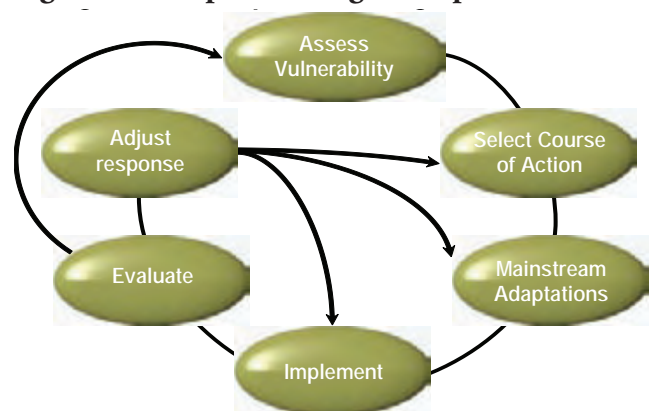 Assess
Vulnerability
Adjust
response
Select Course
of Action
Evaluate
Mainstream
Adaptations
Implement